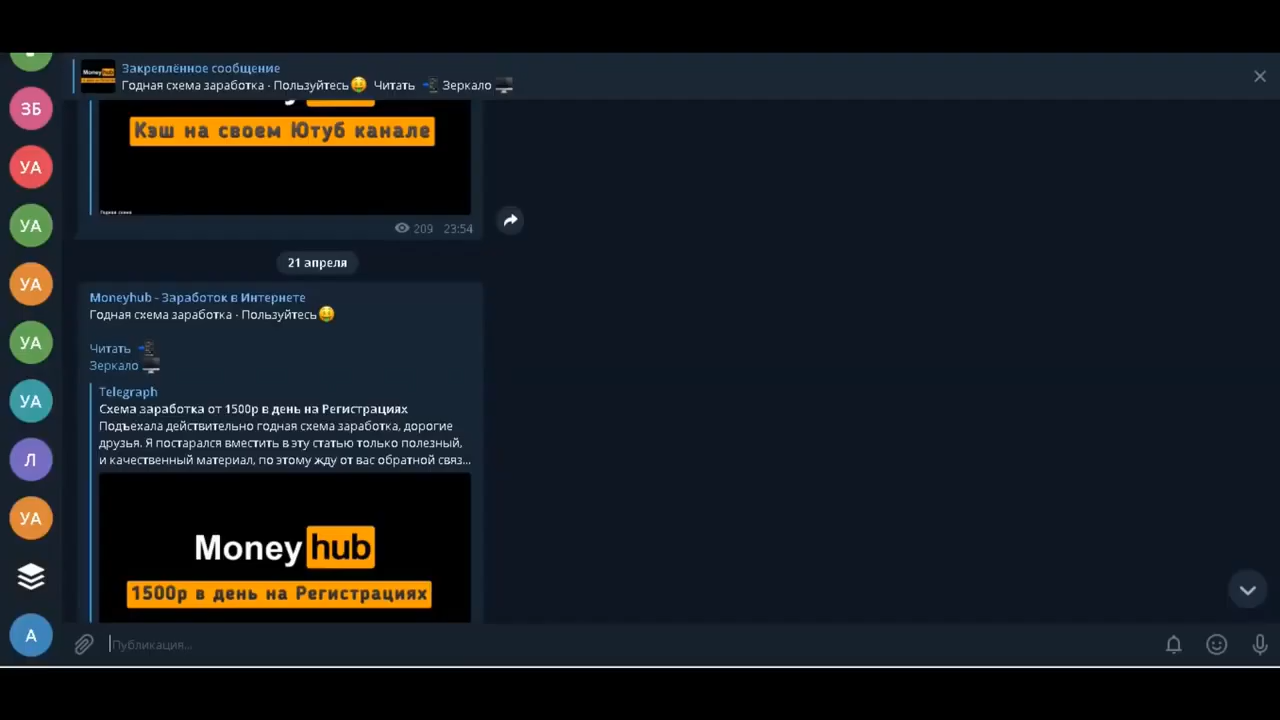 Закреплённое сообщение
Годная схема заработка - Пользуйтесь🤑 Читать 📲 Зеркало 🖥
ЗБ
УА
УА
УА
УА
УА
Л
УА
А
Кэш на своем Ютуб канале
209 23:54
21 апреля
Moneyhub - Заработок в Интернете
Годная схема заработка - Пользуйтесь🤑
Читать 📲
Зеркало 🖥
Telegraph
Схема заработка от 1500р в день на Регистрациях
Подъехала действительно годная схема заработка, дорогие
друзья. Я постарался вместить в эту статью только полезный,
и качественный материал, по этому жду от вас обратной связ...
Money hub
1500р в день на Регистрациях
Публикация...